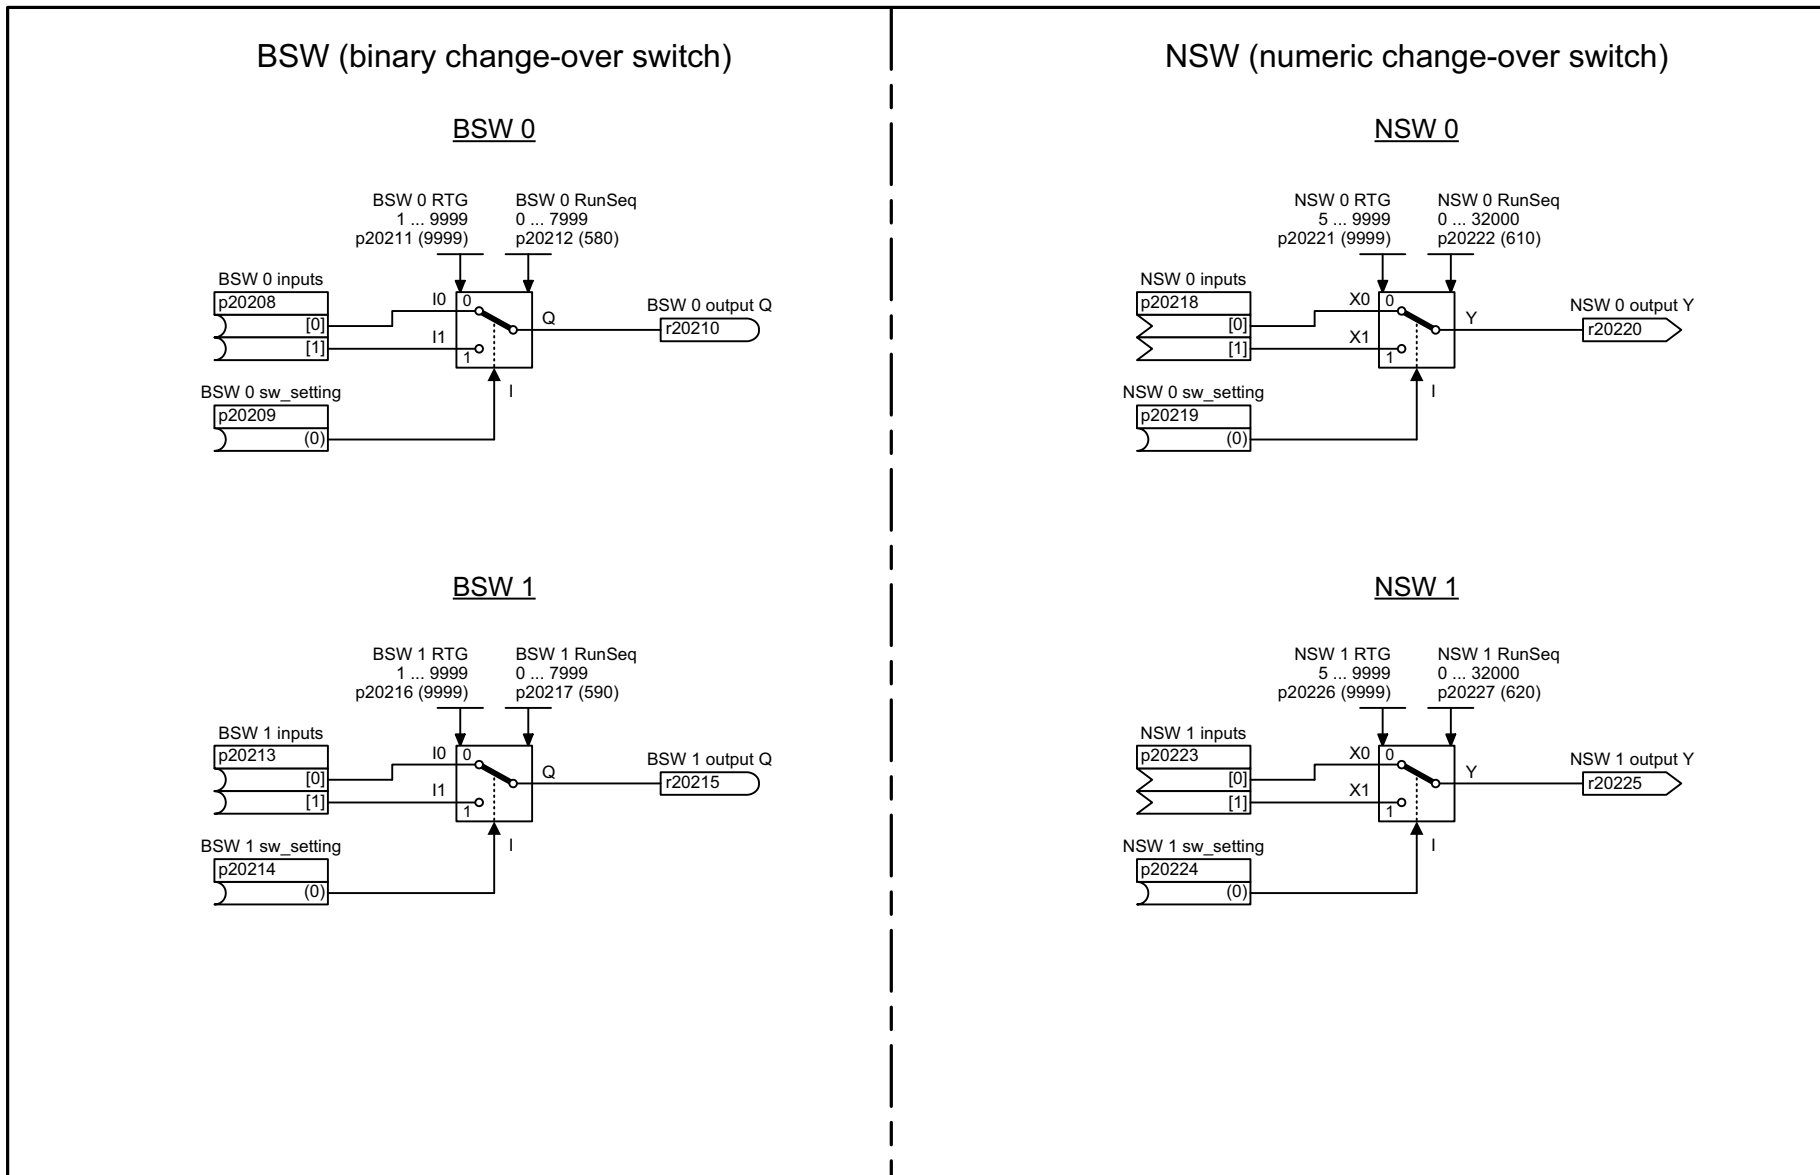 BSW (binary change-over switch)
BSW 0
BSW 0 RTG
1 ... 9999
p20211 (9999)
BSW 0 RunSeq
0 ... 7999
p20212 (580)
BSW 0 inputs
p20208
[0]
[1]
I0
I1
0
1
Q
I
BSW 0 output Q
r20210
BSW 0 sw_setting
p20209
(0)
BSW 1
BSW 1 RTG
1 ... 9999
p20216 (9999)
BSW 1 RunSeq
0 ... 7999
p20217 (590)
BSW 1 inputs
p20213
[0]
[1]
I0
I1
0
1
Q
I
BSW 1 output Q
r20215
BSW 1 sw_setting
p20214
(0)
NSW (numeric change-over switch)
NSW 0
NSW 0 RTG
5 ... 9999
p20221 (9999)
NSW 0 RunSeq
0 ... 32000
p20222 (610)
NSW 0 inputs
p20218
[0]
[1]
X0
X1
0
1
Y
I
NSW 0 output Y
r20220
NSW 0 sw_setting
p20219
(0)
NSW 1
NSW 1 RTG
5 ... 9999
p20226 (9999)
NSW 1 RunSeq
0 ... 32000
p20227 (620)
NSW 1 inputs
p20223
[0]
[1]
X0
X1
0
1
Y
I
NSW 1 output Y
r20225
NSW 1 sw_setting
p20224
(0)